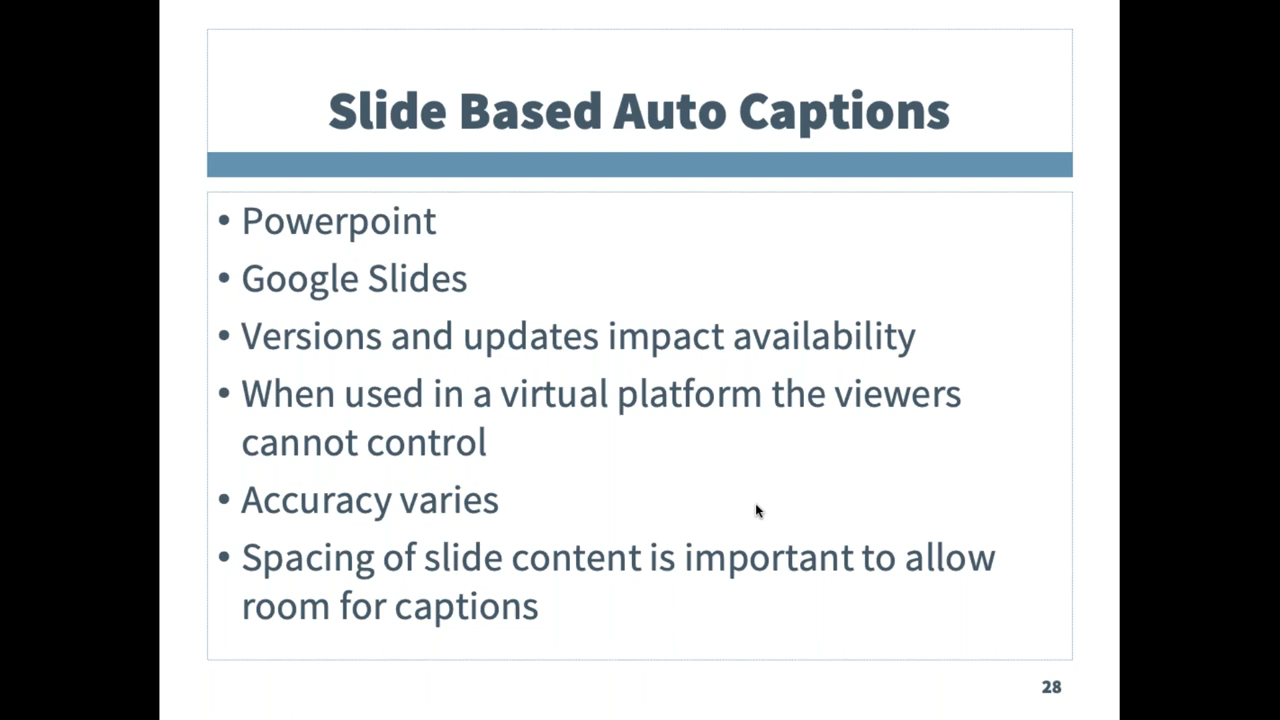 Slide Based Auto Captions
• Powerpoint
• Google Slides
• Versions and updates impact availability
• When used in a virtual platform the viewers
cannot control
• Accuracy varies
• Spacing of slide content is important to allow
room for captions
28